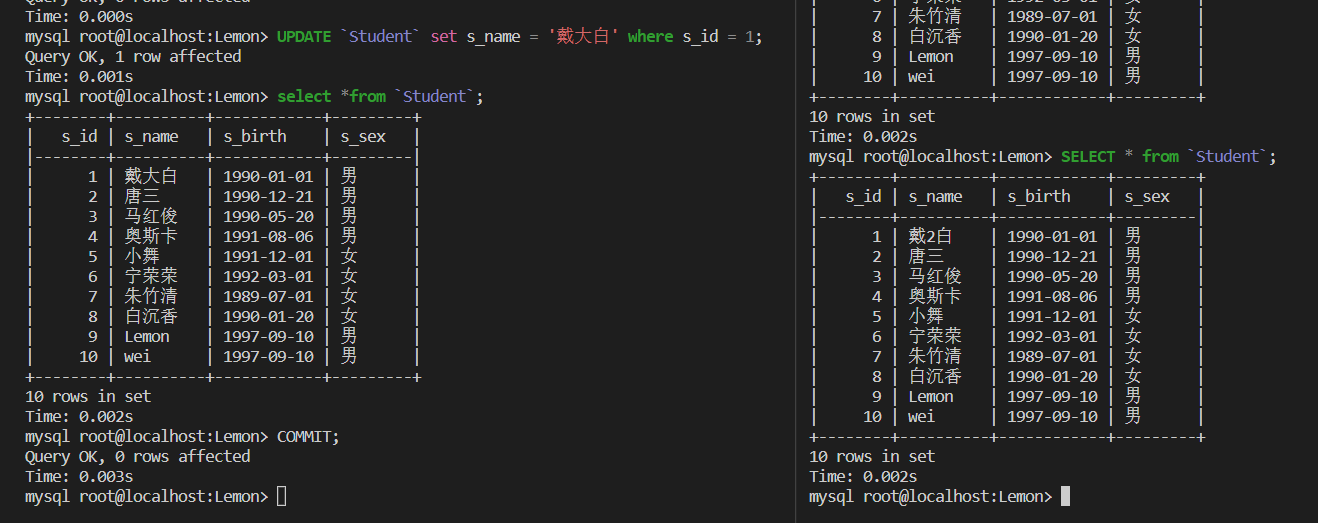 Query OK, 0 rows affected
Time: 0.000s
mysql root@localhost:Lemon> UPDATE `Student` set s_name = '戴大白' where s_id = 1;
Query OK, 1 row affected
Time: 0.001s
mysql root@localhost:Lemon> select *from `Student`;
+--------+----------+------------+---------+
|   s_id | s_name   | s_birth    | s_sex   |
|--------+----------+------------+---------|
|      1 | 戴大白   | 1990-01-01 | 男      |
|      2 | 唐三     | 1990-12-21 | 男      |
|      3 | 马红俊   | 1990-05-20 | 男      |
|      4 | 奥斯卡   | 1991-08-06 | 男      |
|      5 | 小舞     | 1991-12-01 | 女      |
|      6 | 宁荣荣   | 1992-03-01 | 女      |
|      7 | 朱竹清   | 1989-07-01 | 女      |
|      8 | 白沉香   | 1990-01-20 | 女      |
|      9 | Lemon    | 1997-09-10 | 男      |
|     10 | wei      | 1997-09-10 | 男      |
+--------+----------+------------+---------+
10 rows in set
Time: 0.002s
mysql root@localhost:Lemon> COMMIT;
Query OK, 0 rows affected
Time: 0.003s
mysql root@localhost:Lemon>
|      7 | 朱竹清   | 1989-07-01 | 女      |
|      8 | 白沉香   | 1990-01-20 | 女      |
|      9 | Lemon    | 1997-09-10 | 男      |
|     10 | wei      | 1997-09-10 | 男      |
+--------+----------+------------+---------+
10 rows in set
Time: 0.002s
mysql root@localhost:Lemon> SELECT * from `Student`;
+--------+----------+------------+---------+
|   s_id | s_name   | s_birth    | s_sex   |
|--------+----------+------------+---------|
|      1 | 戴2白    | 1990-01-01 | 男      |
|      2 | 唐三     | 1990-12-21 | 男      |
|      3 | 马红俊   | 1990-05-20 | 男      |
|      4 | 奥斯卡   | 1991-08-06 | 男      |
|      5 | 小舞     | 1991-12-01 | 女      |
|      6 | 宁荣荣   | 1992-03-01 | 女      |
|      7 | 朱竹清   | 1989-07-01 | 女      |
|      8 | 白沉香   | 1990-01-20 | 女      |
|      9 | Lemon    | 1997-09-10 | 男      |
|     10 | wei      | 1997-09-10 | 男      |
+--------+----------+------------+---------+
10 rows in set
Time: 0.002s
mysql root@localhost:Lemon>